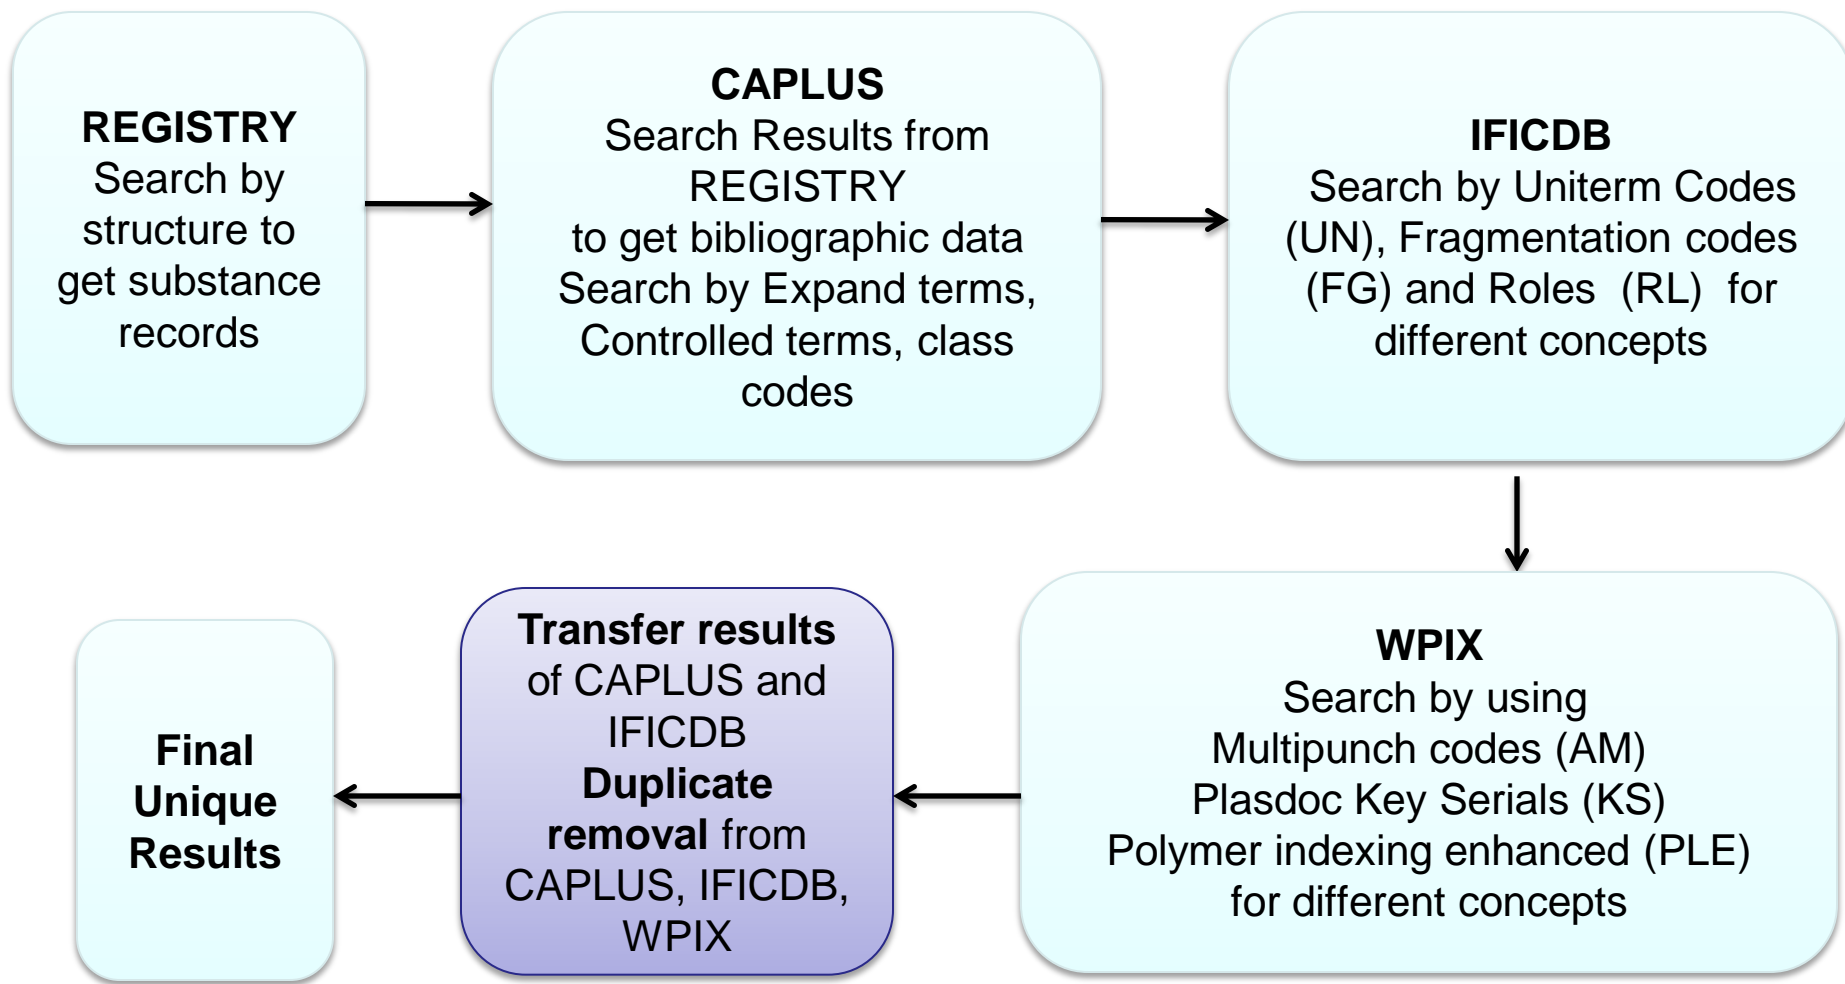 REGISTRY
Search by
structure to
get substance
records
CAPLUS
Search Results from
REGISTRY
to get bibliographic data
Search by Expand terms,
Controlled terms, class
codes
IFICDB
Search by Uniterm Codes
(UN), Fragmentation codes
(FG) and Roles (RL) for
different concepts
WPIX
Search by using
Multipunch codes (AM)
Plasdoc Key Serials (KS)
Polymer indexing enhanced (PLE)
for different concepts
Transfer results
of CAPLUS and
IFICDB
Duplicate
removal from
CAPLUS, IFICDB,
WPIX
Final
Unique
Results